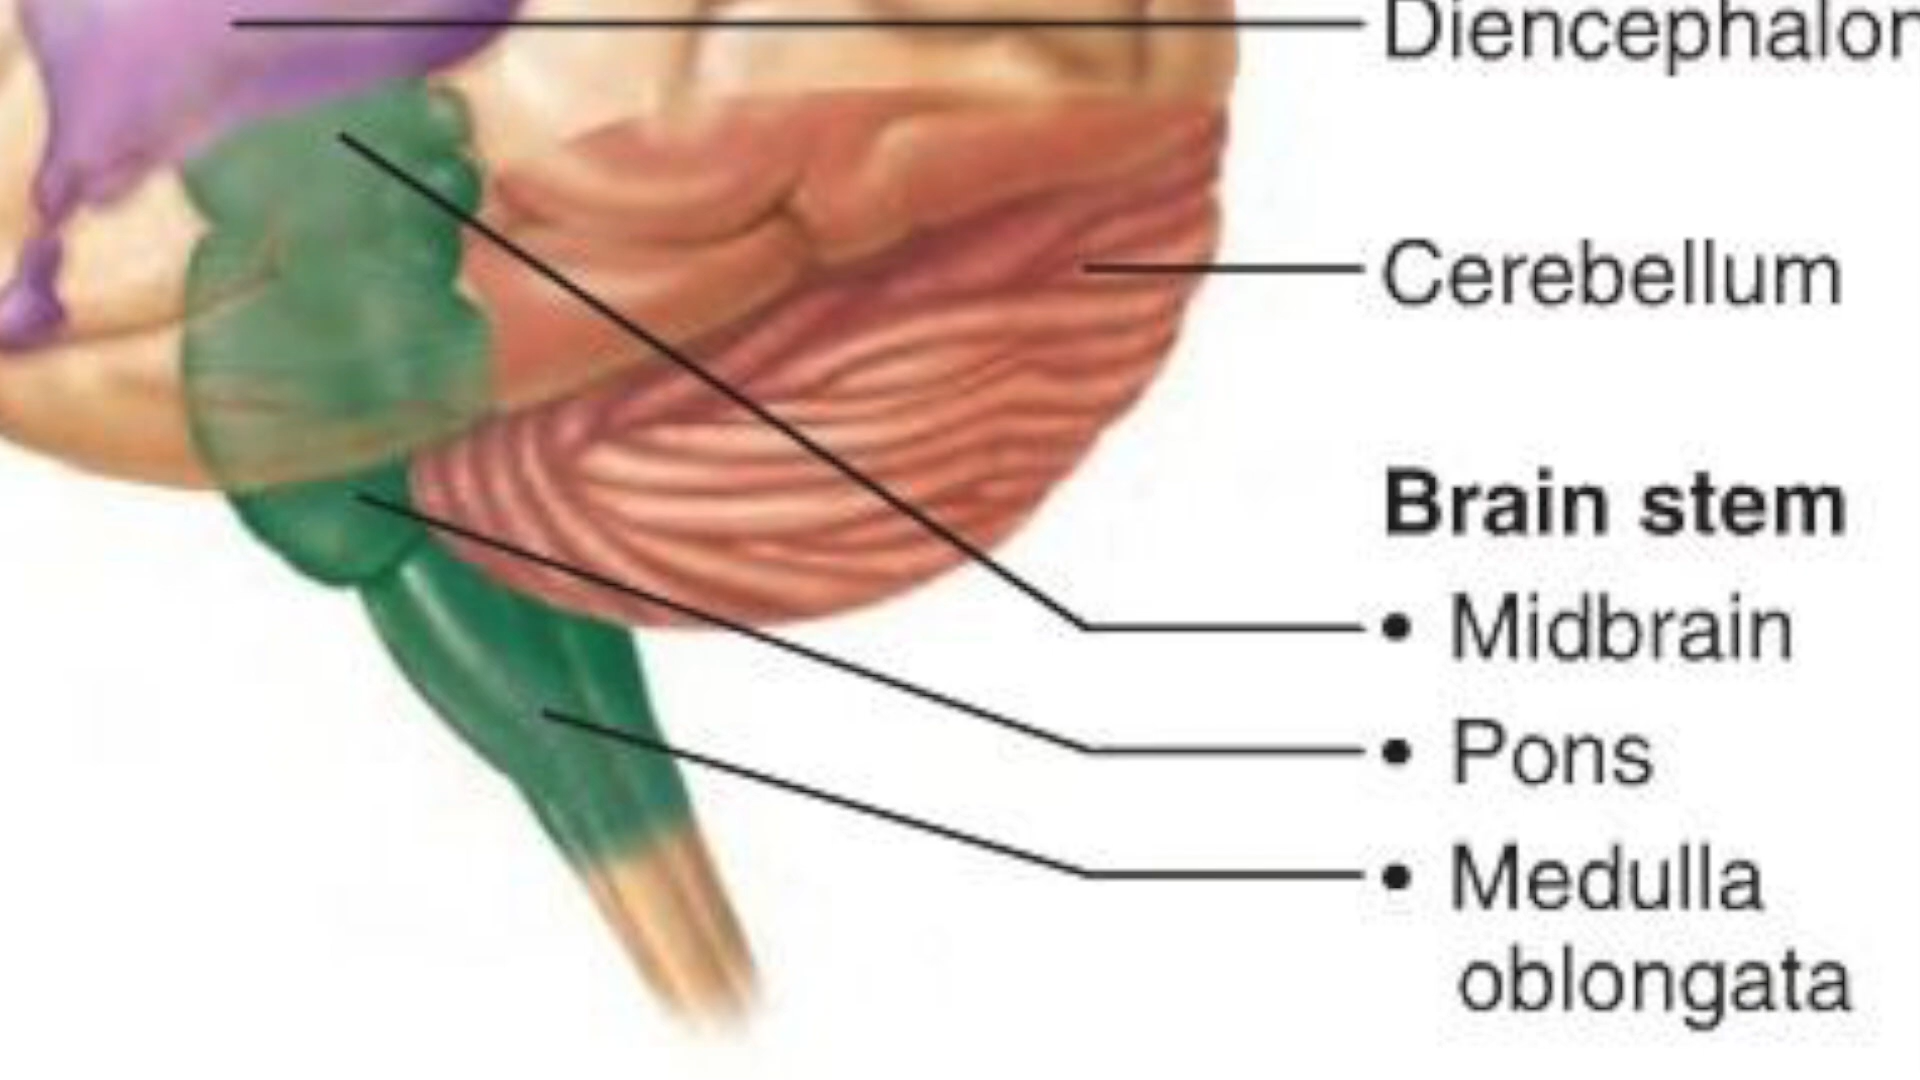 Diencephalon
Cerebellum
Brain stem
• Midbrain
• Pons
• Medulla
oblongata